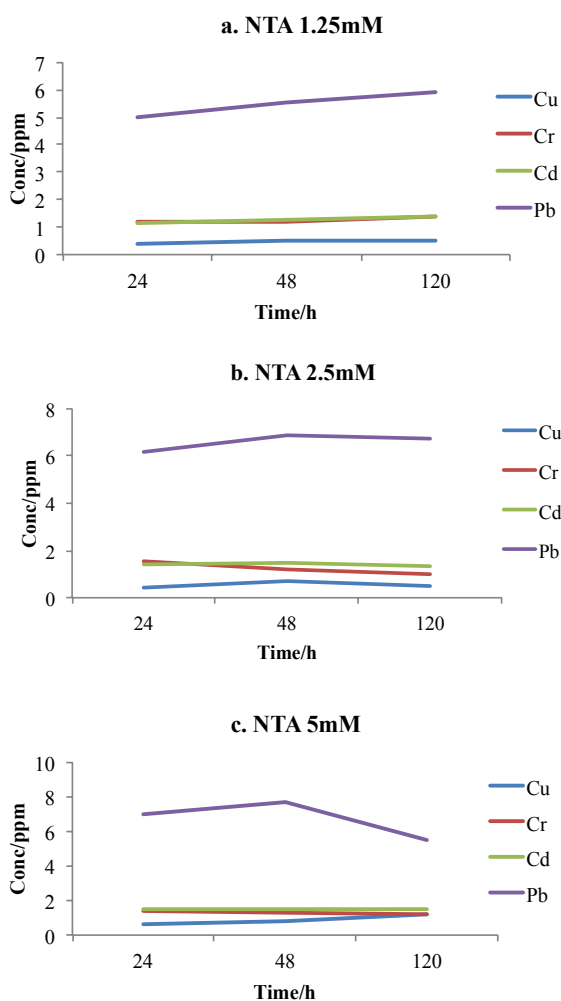 a. NTA 1.25mM
7
6
5
4
3
2
1
0
Conc/ppm
24 48 120
Time/h
Cu
Cr
Cd
Pb
b. NTA 2.5mM
8
6
4
2
0
Conc/ppm
24 48 120
Time/h
Cu
Cr
Cd
Pb
c. NTA 5mM
10
8
6
4
2
0
Conc/ppm
24 48 120
Time/h
Cu
Cr
Cd
Pb